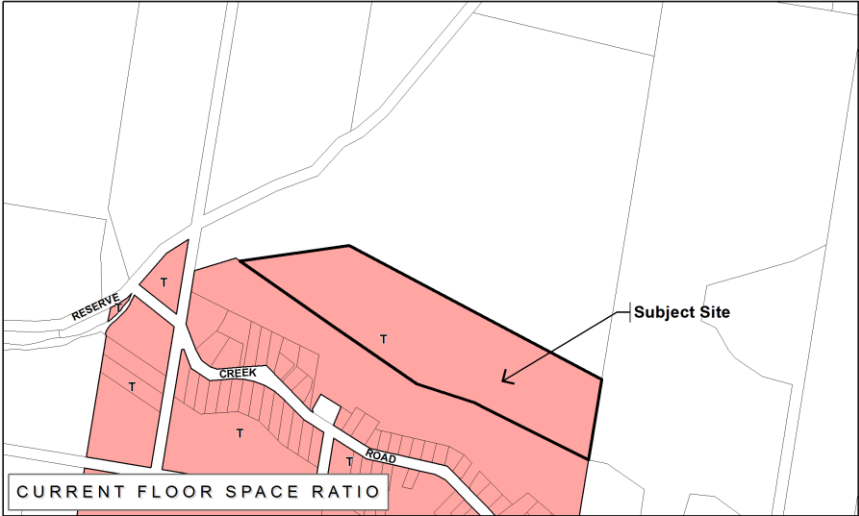 T
RESERVE
T
T
Subject Site
T
CREEK
T
T
ROAD
T
CURRENT FLOOR SPACE RATIO